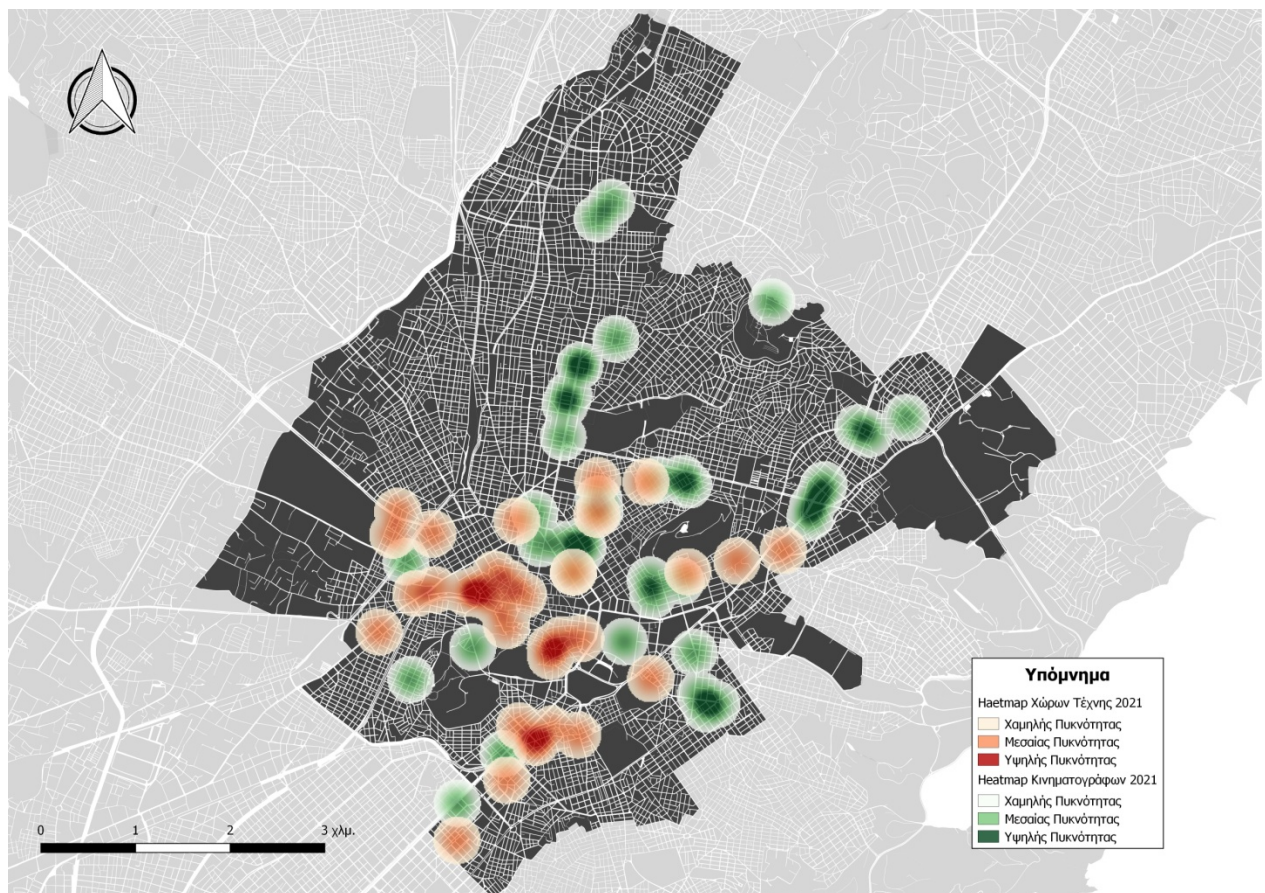 Υπόμνημα
Haetmap Χώρων Τέχνης 2021
Χαμηλής Πυκνότητας
Μεσαίας Πυκνότητας
Υψηλής Πυκνότητας
Heatmap Κινηματογράφων 2021
Χαμηλής Πυκνότητας
Μεσαίας Πυκνότητας
Υψηλής Πυκνότητας
0 1 2 3 χλμ.